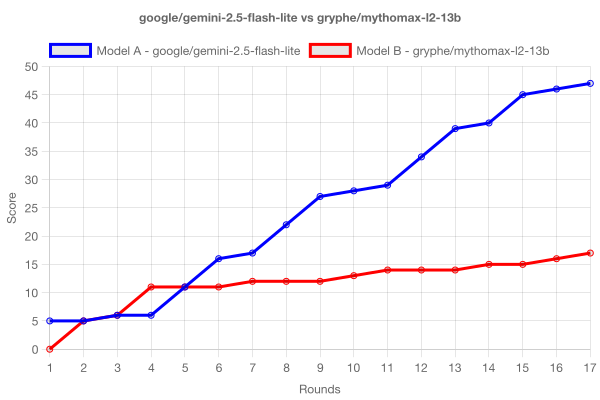 google/gemini-2.5-flash-lite vs gryphe/mythomax-l2-13b
Model A - google/gemini-2.5-flash-lite Model B - gryphe/mythomax-l2-13b
50
45
40
35
30
25
20
15
10
5
0
Score
1 2 3 4 5 6 7 8 9 10 11 12 13 14 15 16 17
Rounds